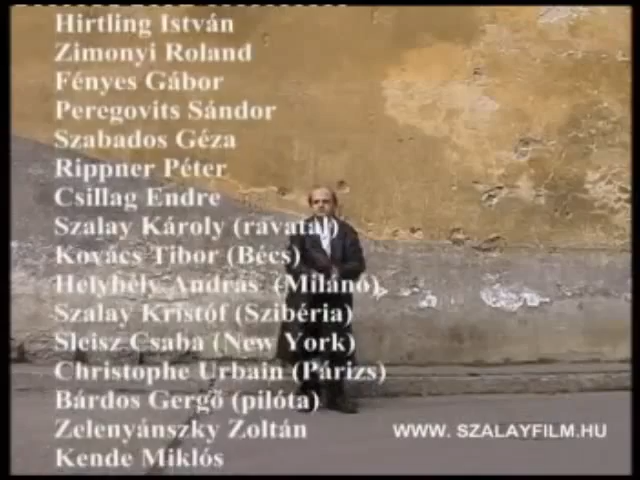 Hirtling István
Zimonyi Roland
Fényes Gábor
Peregovits Sándor
Szabados Géza
Rippner Péter
Csillag Endre
Szalay Károly (ravatal)
Kovács Tibor (Bécs)
Helybély András (Milánó)
Szalay Kristóf (Szibéria)
Sleisz Csaba (New York)
Christophe Urbain (Párizs)
Bárdos Gergő (pilóta)
Zelenyánszky Zoltán
WWW. SZALAYFILM.HU
Kende Miklós